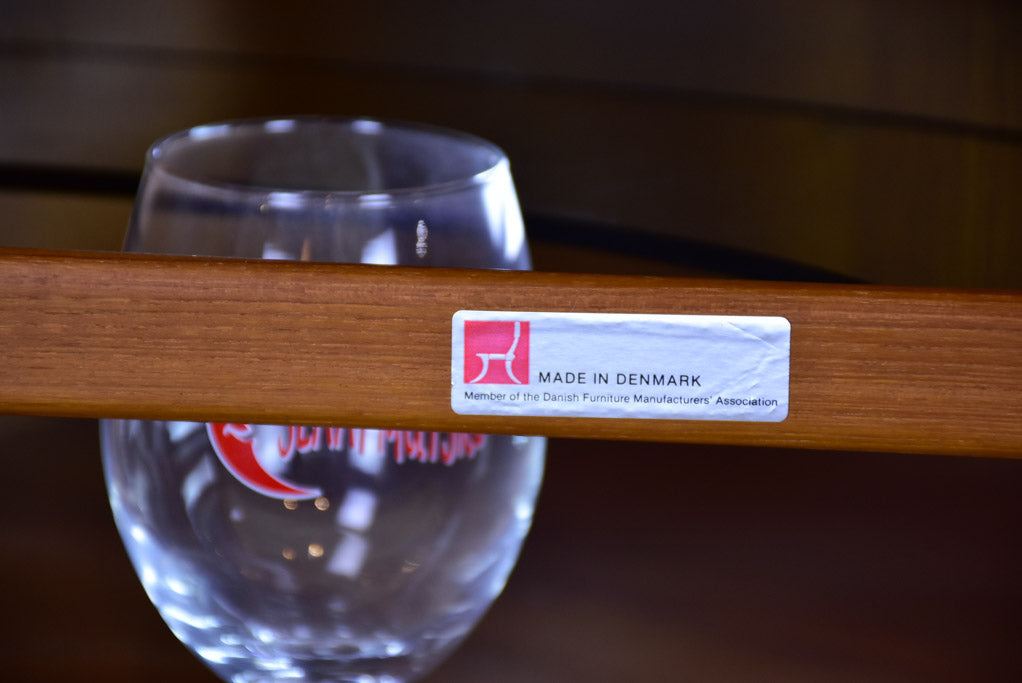 MADE IN DENMARK
Member of the Danish Furniture Manufacturers' Association